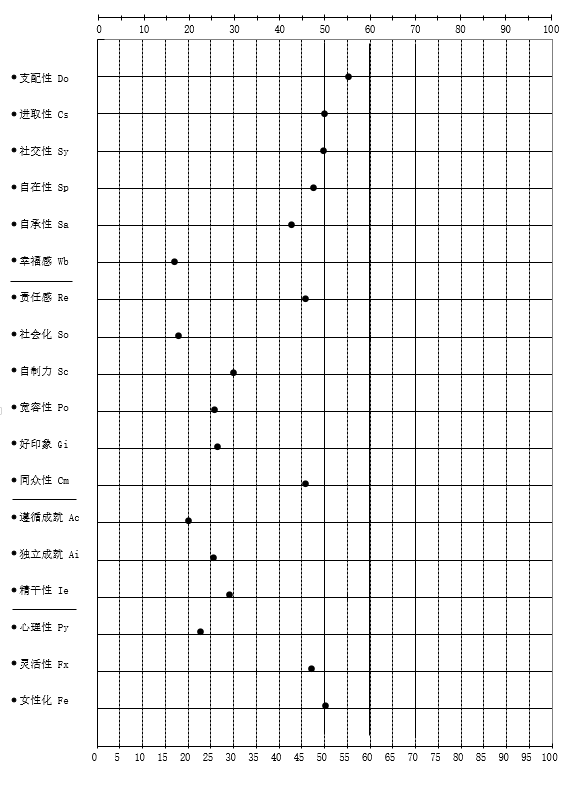 0 10 20 30 40 50 60 70 80 90 100
支配性 Do
进取性 Cs
社交性 Sy
自在性 Sp
自承性 Sa
幸福感 Wb
责任感 Re
社会化 So
自制力 Sc
宽容性 Po
好印象 Gi
同众性 Cm
遵循成就 Ac
独立成就 Ai
精干性 Ie
心理性 Py
灵活性 Fx
女性化 Fe
0 5 10 15 20 25 30 35 40 45 50 55 60 65 70 75 80 85 90 95 100